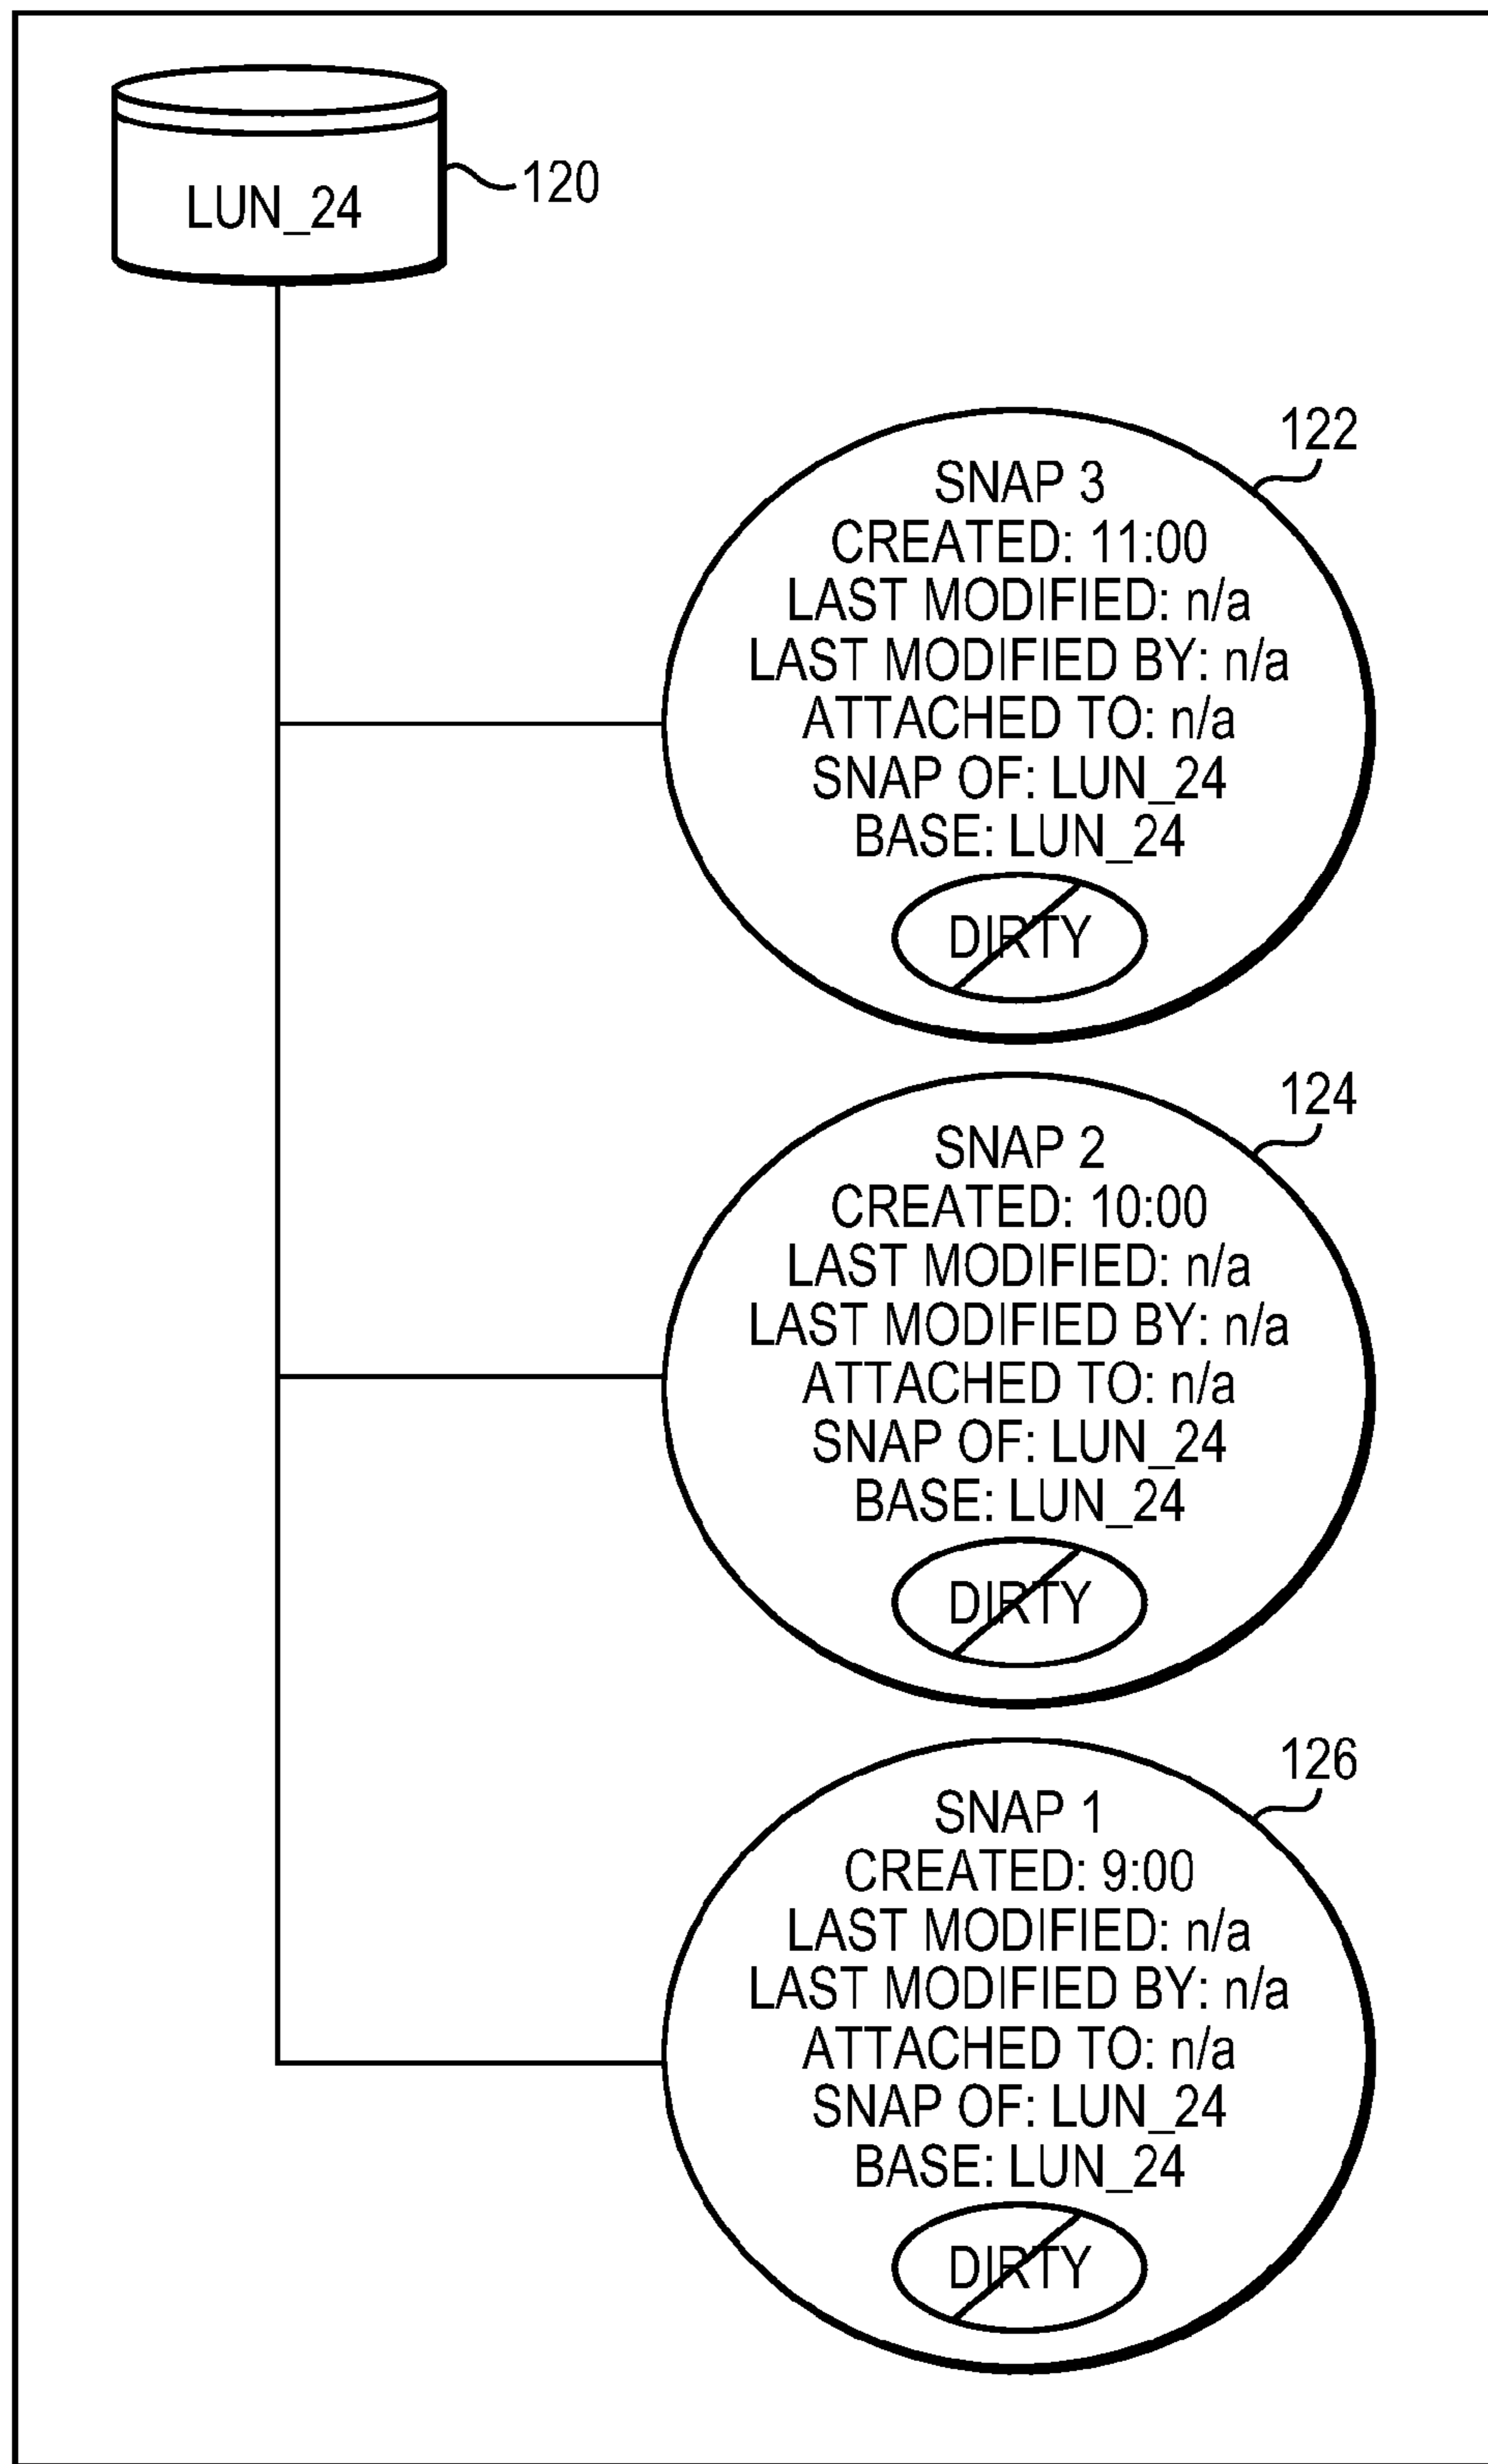 LUN_24
120
122
SNAP 3
CREATED: 11:00
LAST MODIFIED: n/a
LAST MODIFIED BY: n/a
ATTACHED TO: n/a
SNAP OF: LUN_24
BASE: LUN_24
DIRTY
124
SNAP 2
CREATED: 10:00
LAST MODIFIED: n/a
LAST MODIFIED BY: n/a
ATTACHED TO: n/a
SNAP OF: LUN_24
BASE: LUN_24
DIRTY
126
SNAP 1
CREATED: 9:00
LAST MODIFIED: n/a
LAST MODIFIED BY: n/a
ATTACHED TO: n/a
SNAP OF: LUN_24
BASE: LUN_24
DIRTY